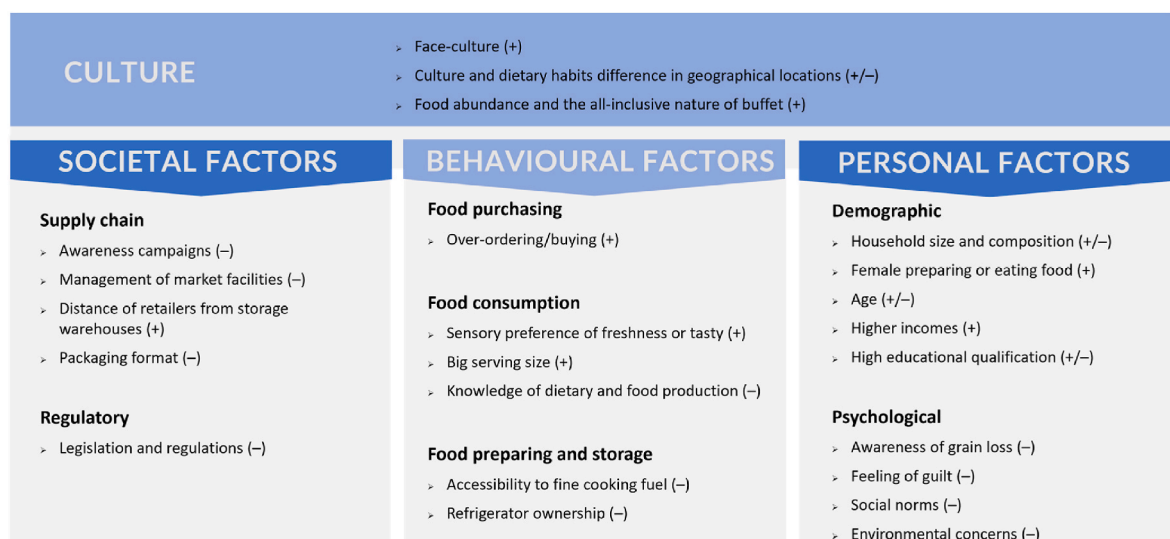 CULTURE
➢ Face-culture (+)
➢ Culture and dietary habits difference in geographical locations (+/–)
➢ Food abundance and the all-inclusive nature of buffet (+)
SOCIETAL FACTORS
Supply chain
➢ Awareness campaigns (–)
➢ Management of market facilities (–)
➢ Distance of retailers from storage
warehouses (+)
➢ Packaging format (–)
Regulatory
➢ Legislation and regulations (–)
BEHAVIOURAL FACTORS
Food purchasing
➢ Over-ordering/buying (+)
Food consumption
➢ Sensory preference of freshness or tasty (+)
➢ Big serving size (+)
➢ Knowledge of dietary and food production (–)
Food preparing and storage
➢ Accessibility to fine cooking fuel (–)
➢ Refrigerator ownership (–)
PERSONAL FACTORS
Demographic
➢ Household size and composition (+/–)
➢ Female preparing or eating food (+)
➢ Age (+/–)
➢ Higher incomes (+)
➢ High educational qualification (+/–)
Psychological
➢ Awareness of grain loss (–)
➢ Feeling of guilt (–)
➢ Social norms (–)
➢ Environmental concerns (–)